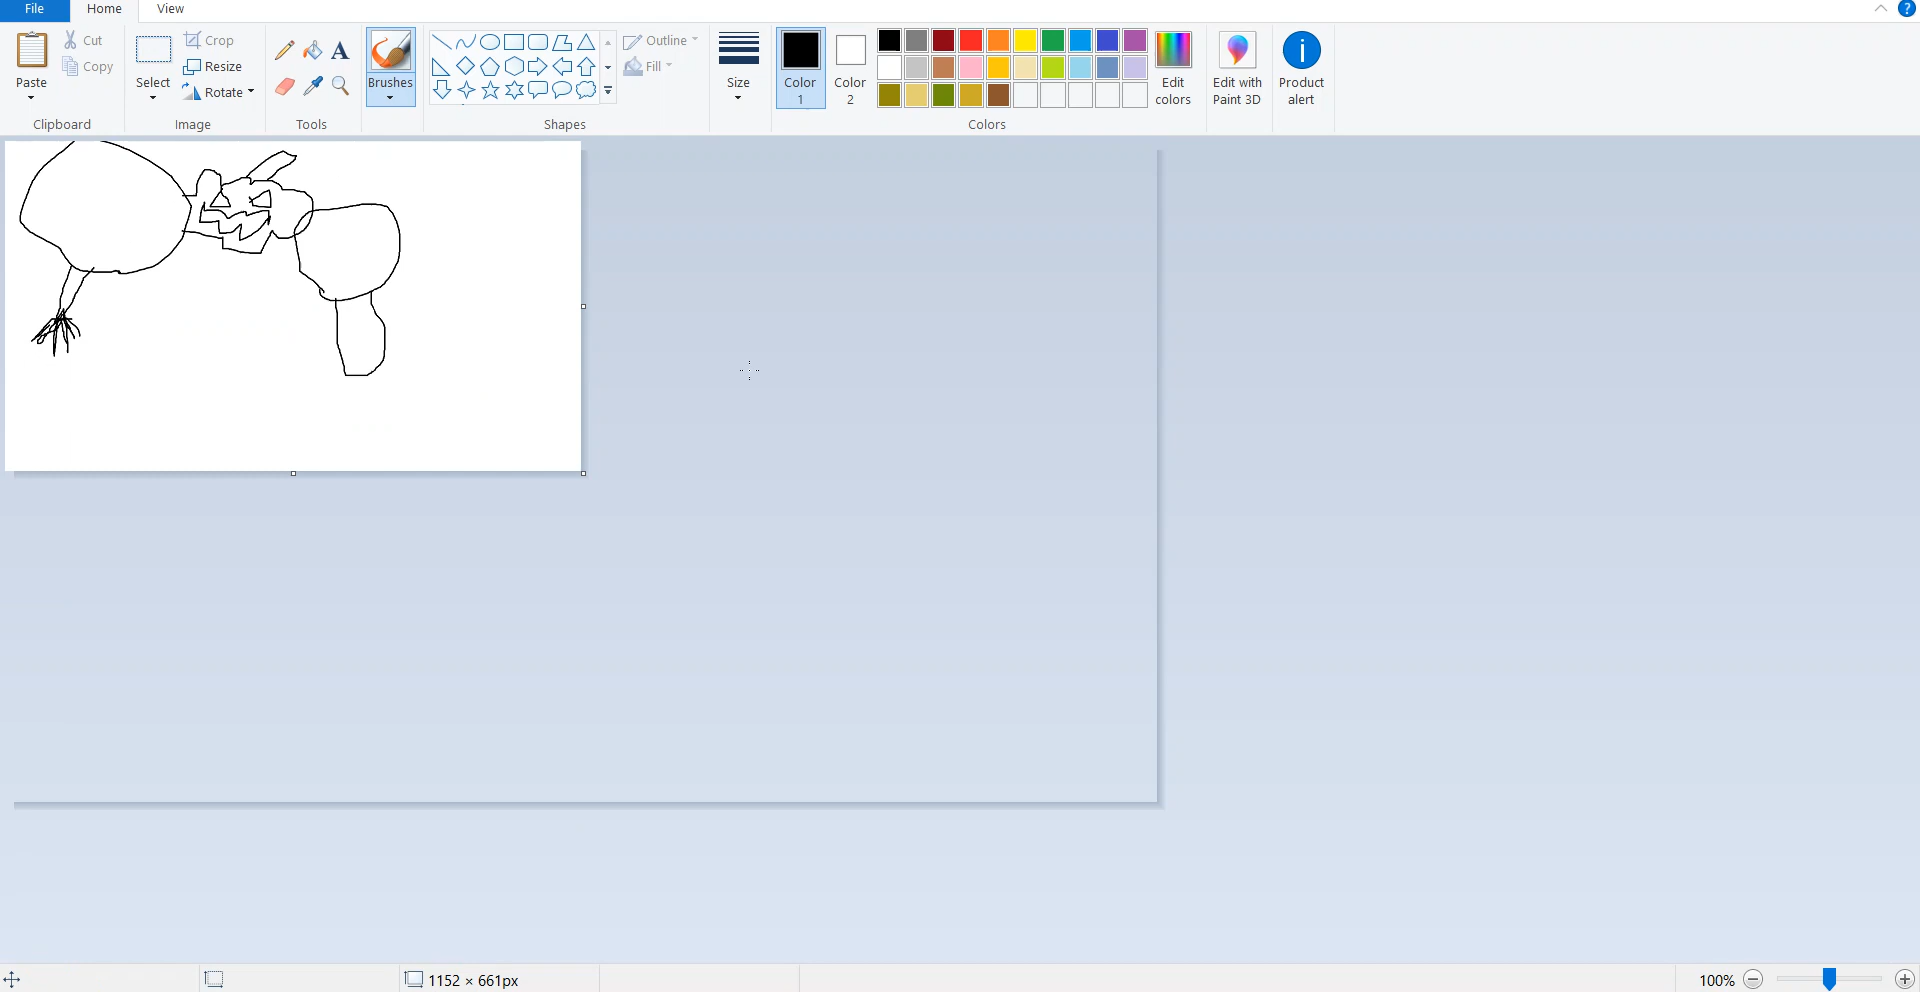 File Home View
Paste
Cut
Copy
Clipboard
Select
Crop
Resize
Rotate
Image
A
Tools
Brushes
Shapes
Outline
Fill
Size
Color
1
Color
2
Colors
Edit
colors
Edit with
Paint 3D
Product
alert
1152 × 661px
100%